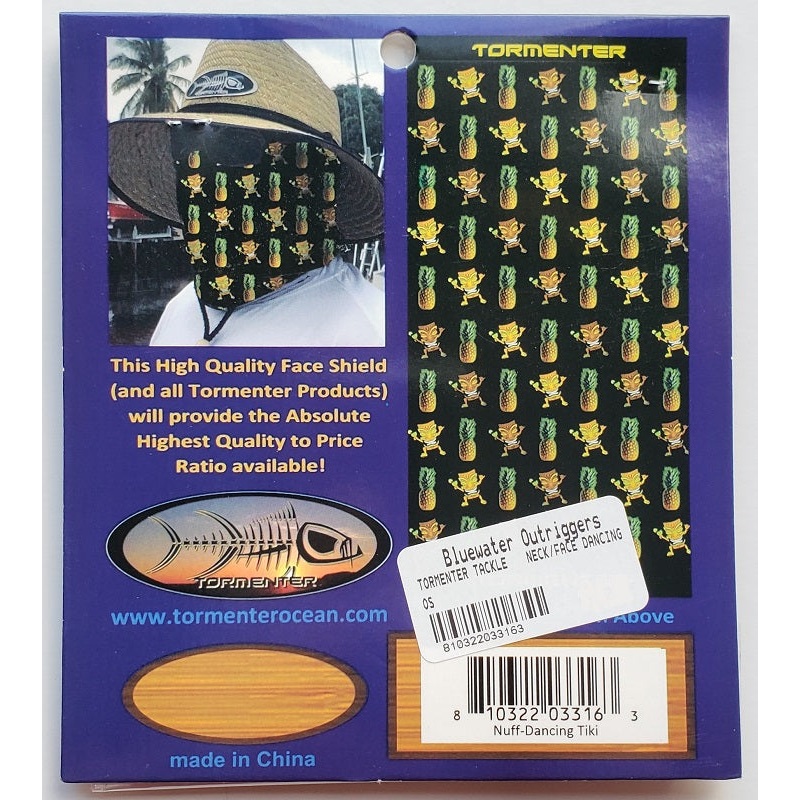 TORMENTER
This High Quality Face Shield
(and all Tormenter Products)
will provide the Absolute
Highest Quality to Price
Ratio available!
TORMENTER
www.tormenterocean.com
made in China
Bluewater Outriggers
TORMENTER TACKLE NECK/FACE DANCING
OS
810322033163
Above
8 10322 03316 3
Nuff-Dancing Tiki